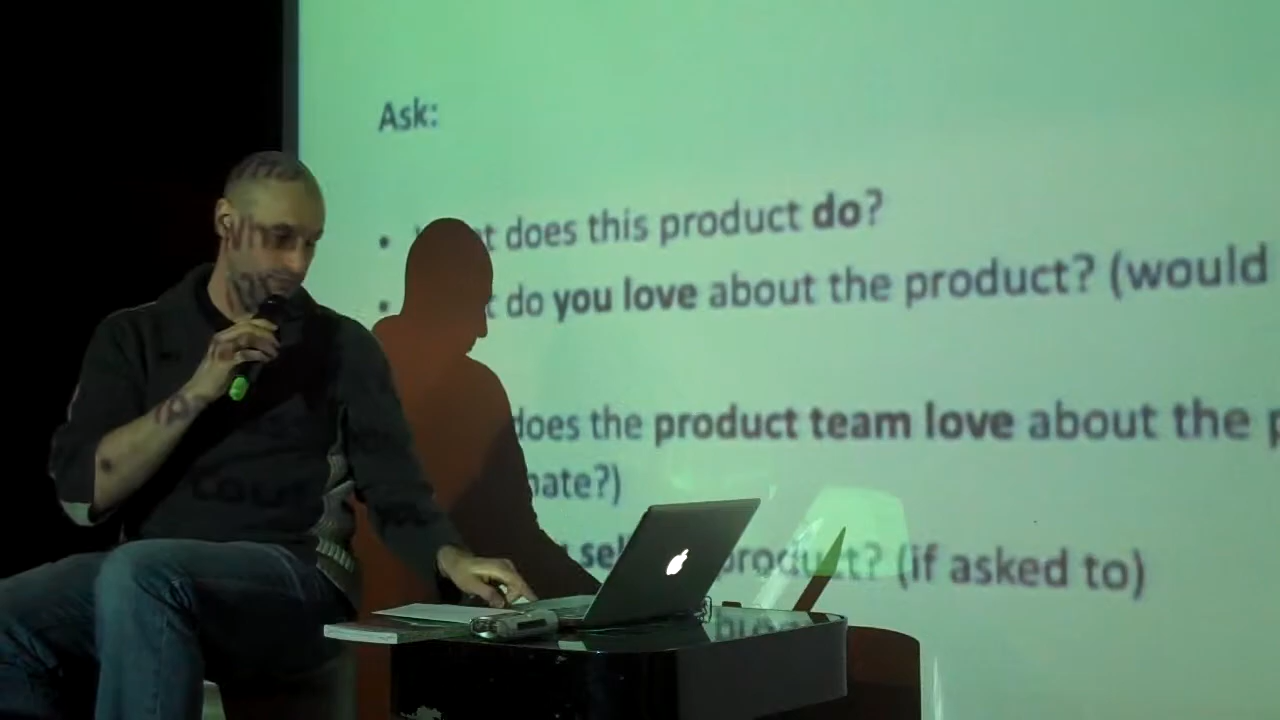 Ask:
• does this product do?
• do you love about the product? (would
does the product team love about the
product? (if asked to)